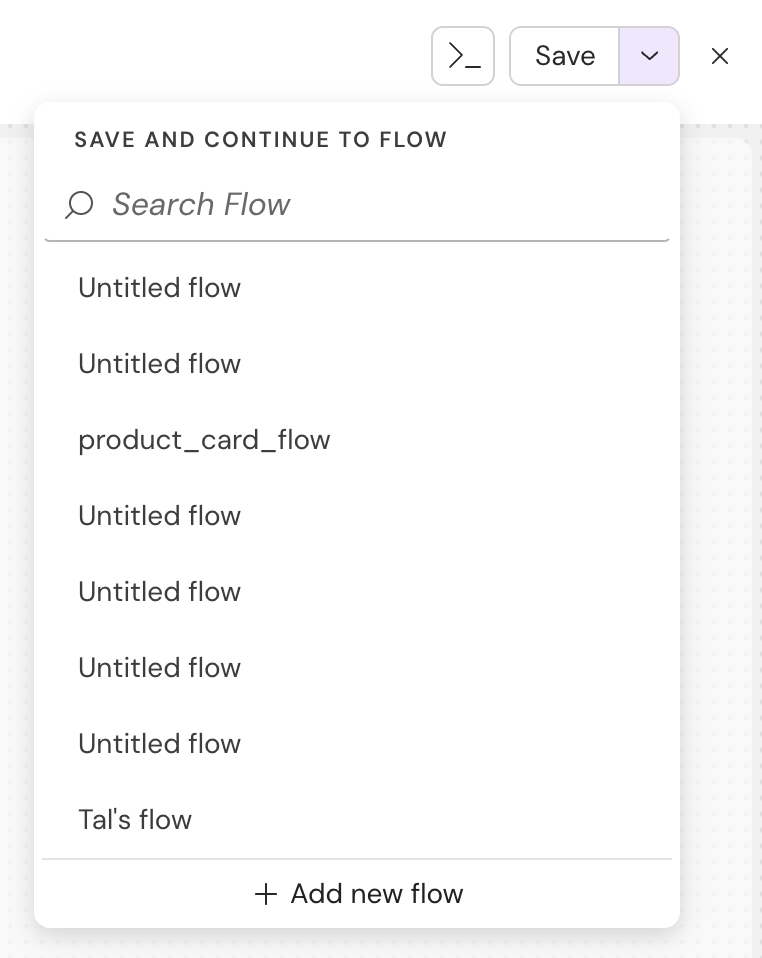 Save
SAVE AND CONTINUE TO FLOW
Search Flow
Untitled flow
Untitled flow
product_card_flow
Untitled flow
Untitled flow
Untitled flow
Untitled flow
Tal's flow
Add new flow